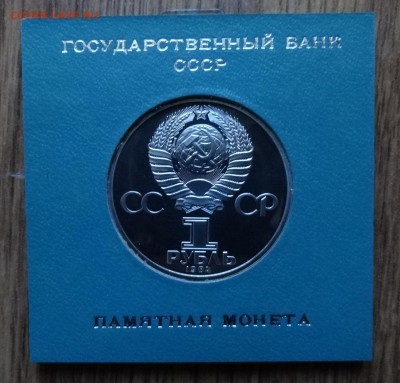 ГОСУДАРСТВЕННЫЙ БАНК
СССР
СС СР
1
РУБЛЬ
ПАМЯТНАЯ МОНЕТА